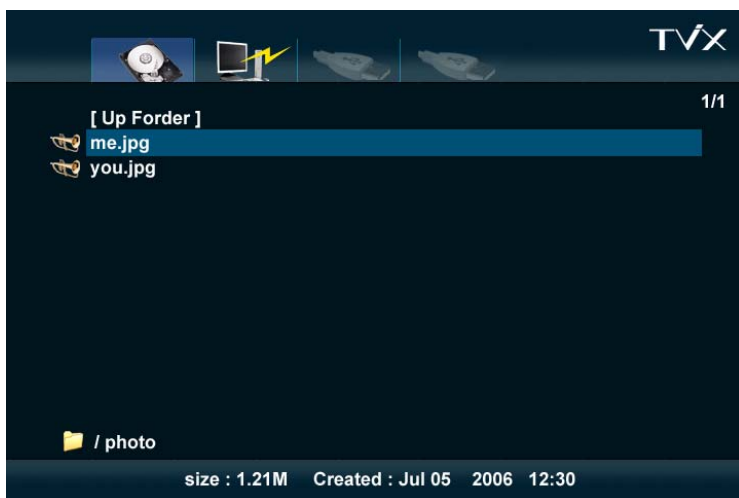 TViX
1/1
[ Up Forder ]
me.jpg
you.jpg
/ photo
size : 1.21M Created : Jul 05 2006 12:30